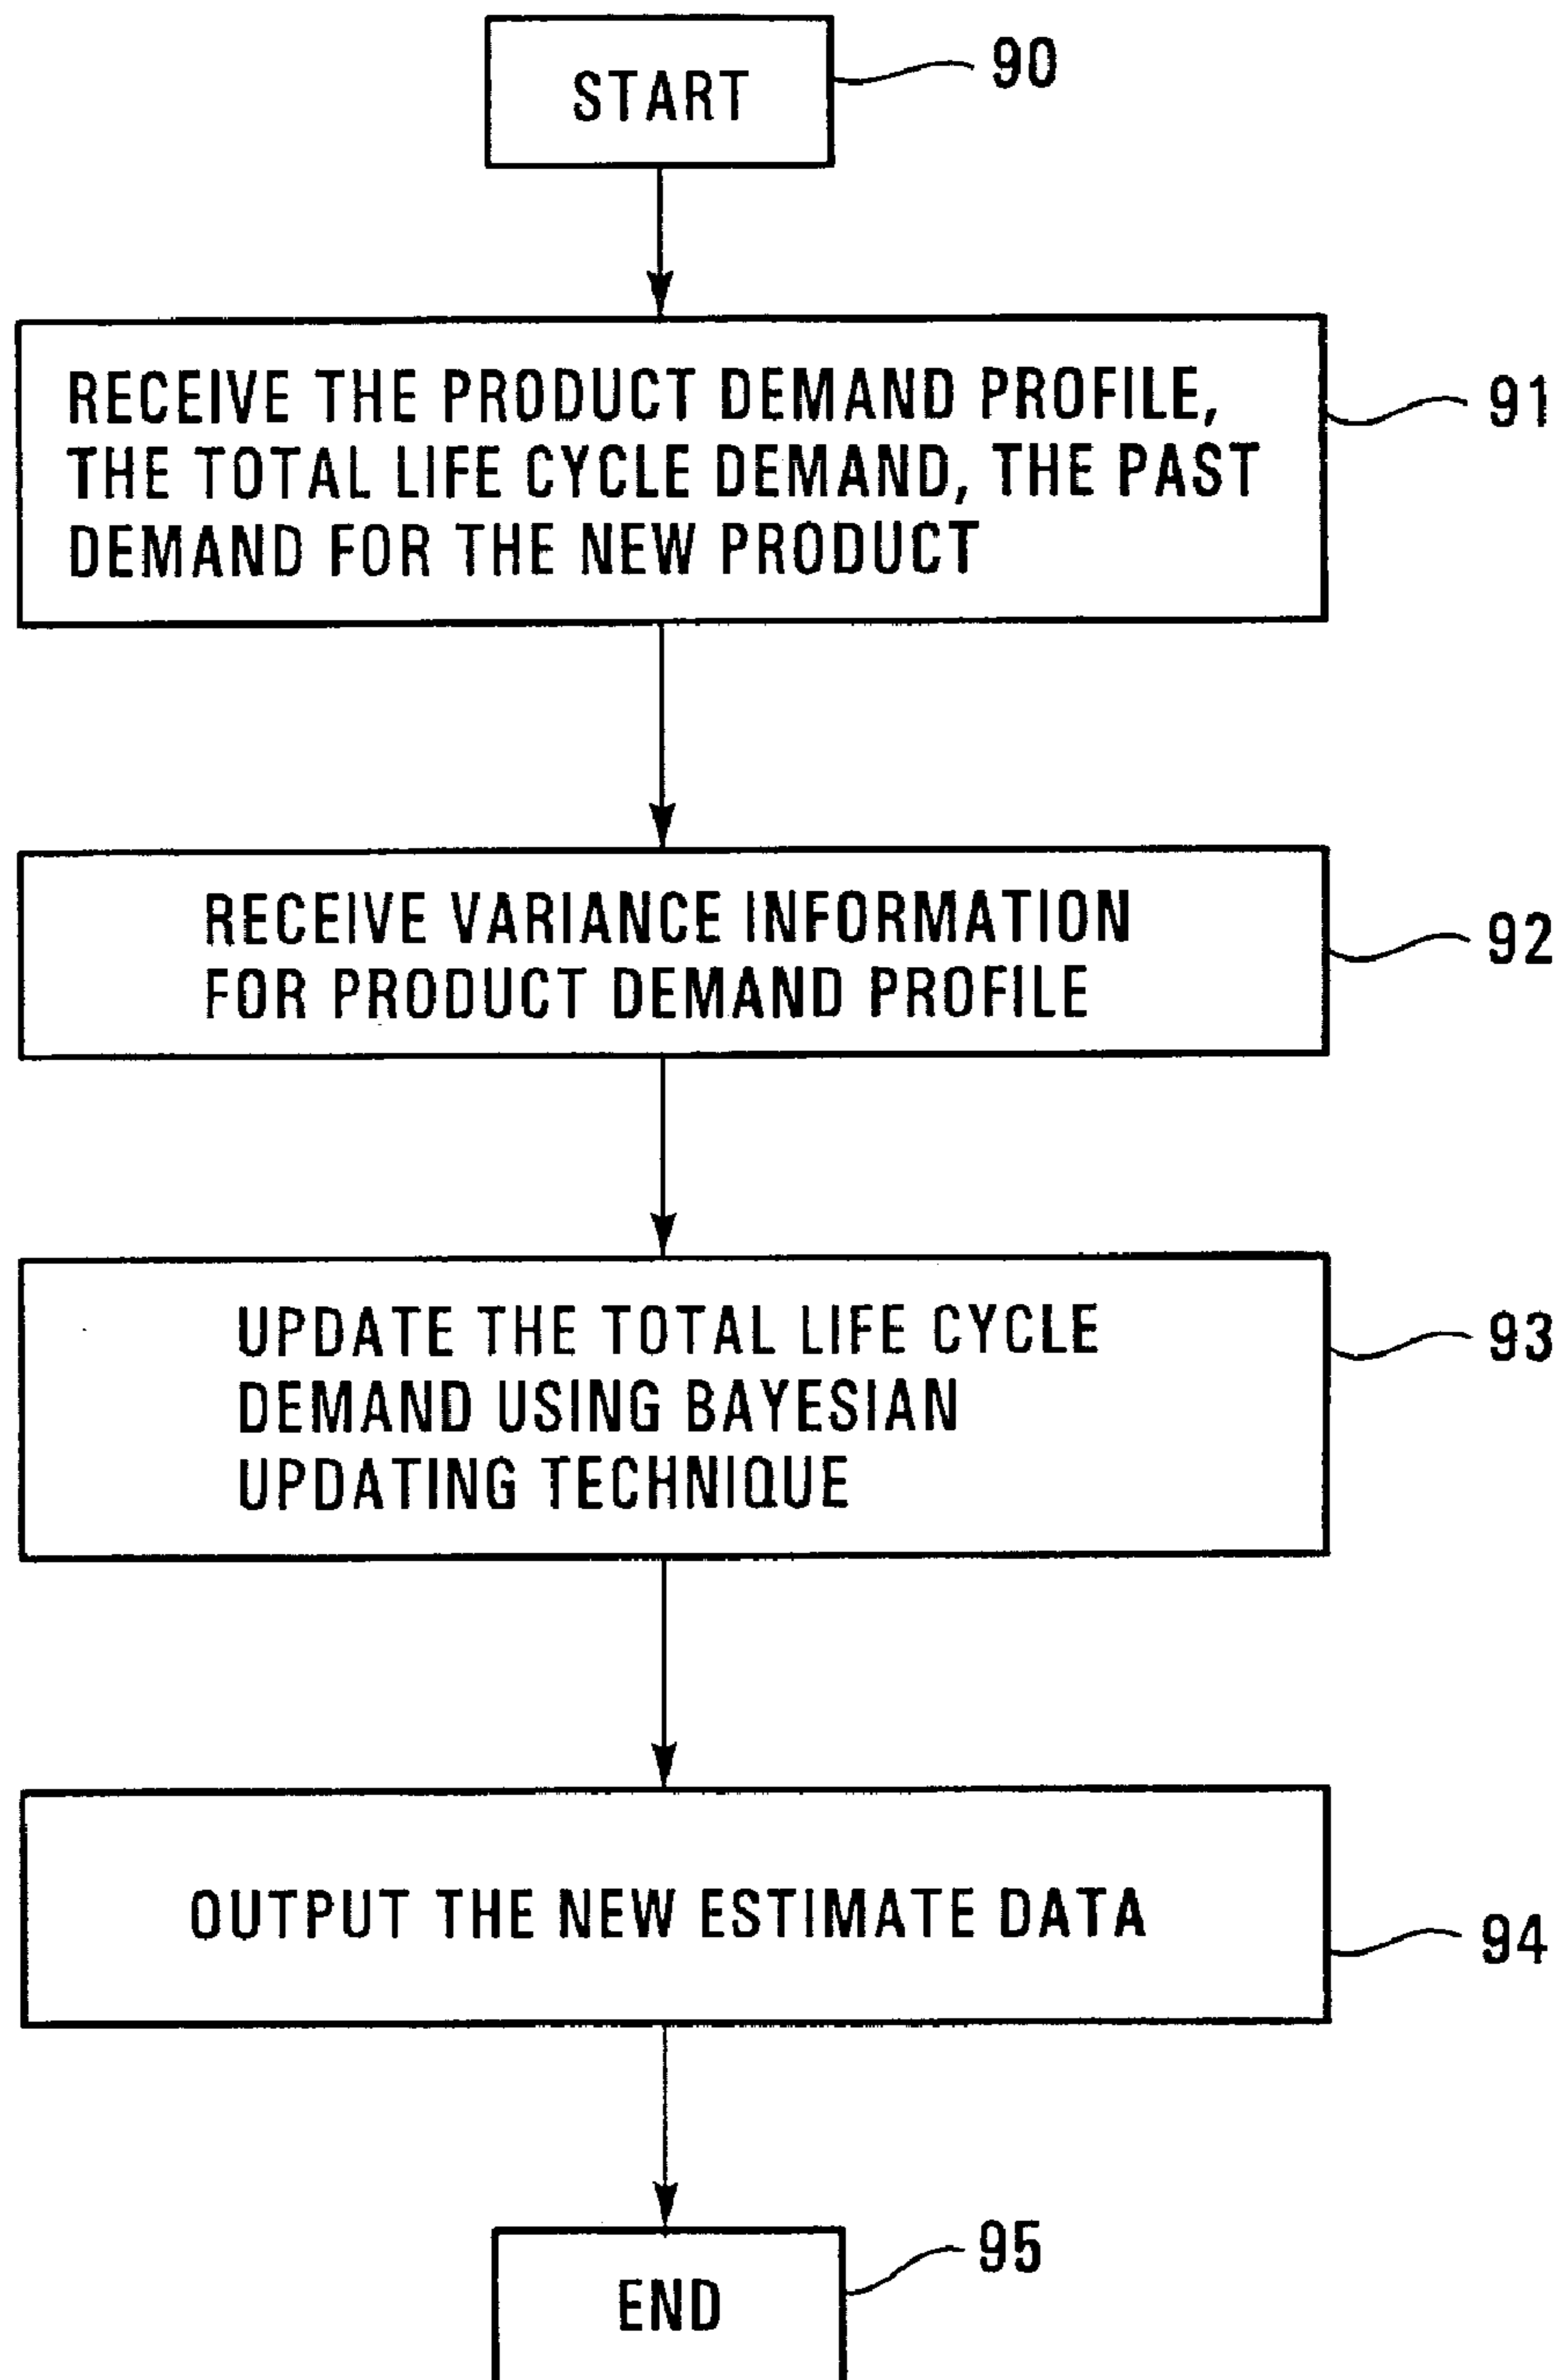 START
90
RECEIVE THE PRODUCT DEMAND PROFILE,
THE TOTAL LIFE CYCLE DEMAND, THE PAST
DEMAND FOR THE NEW PRODUCT
91
RECEIVE VARIANCE INFORMATION
FOR PRODUCT DEMAND PROFILE
92
UPDATE THE TOTAL LIFE CYCLE
DEMAND USING BAYESIAN
UPDATING TECHNIQUE
93
OUTPUT THE NEW ESTIMATE DATA
94
END
95